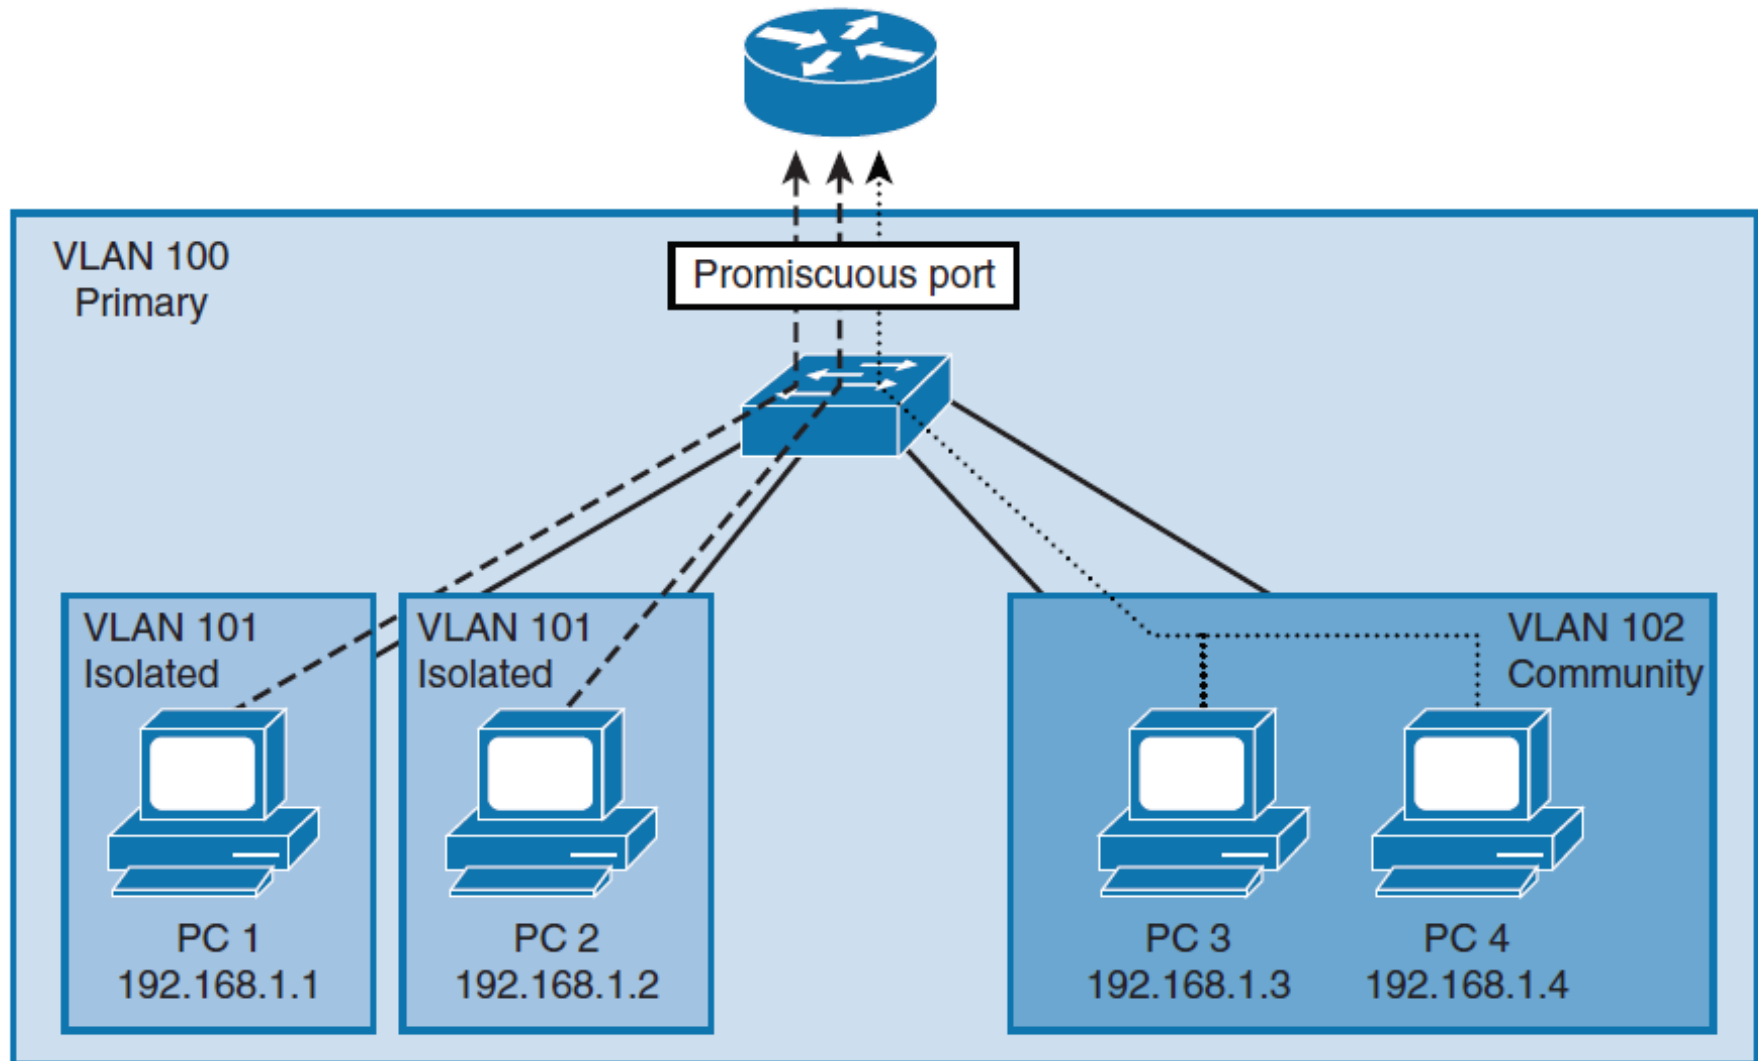 VLAN 100
Primary
Promiscuous port
VLAN 101
Isolated
VLAN 101
Isolated
VLAN 102
Community
PC 1
192.168.1.1
PC 2
192.168.1.2
PC 3
192.168.1.3
PC 4
192.168.1.4